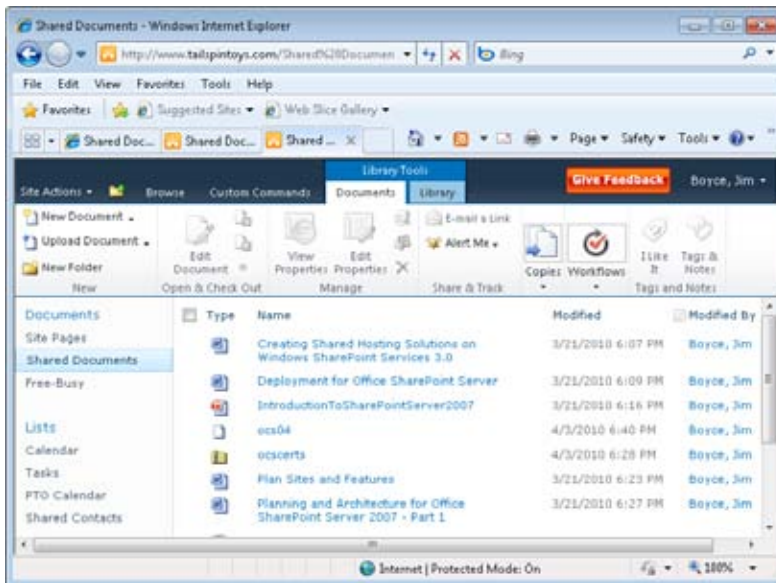 Shared Documents - Windows Internet Explorer
http://www.tailspintoys.com/Shared%20Documen
Bing
File Edit View Favorites Tools Help
Favorites Suggested Sites Web Slice Gallery
Shared Doc... Shared Doc... Shared ... Page Safety Tools
Library Tools
Site Actions Browse Custom Commands Documents Library Give Feedback Boyce, Jim
New Document
Upload Document
New Folder
New
Edit Document
Open & Check Out
View Properties
Edit Properties
Manage
E-mail a Link
Alert Me
Share & Track
Copies
Workflows
I Like It
Tags & Notes
Tags and Notes
Documents
Site Pages
Shared Documents
Free-Busy
Lists
Calendar
Tasks
PTO Calendar
Shared Contacts
Type Name Modified Modified By
Creating Shared Hosting Solutions on Windows SharePoint Services 3.0 3/21/2010 6:07 PM Boyce, Jim
Deployment for Office SharePoint Server 3/21/2010 6:09 PM Boyce, Jim
IntroductionToSharePointServer2007 3/21/2010 6:16 PM Boyce, Jim
ocs04 4/3/2010 6:40 PM Boyce, Jim
ocscerts 4/3/2010 6:28 PM Boyce, Jim
Plan Sites and Features 3/21/2010 6:23 PM Boyce, Jim
Planning and Architecture for Office SharePoint Server 2007 - Part 1 3/21/2010 6:27 PM Boyce, Jim
Internet | Protected Mode: On 100%